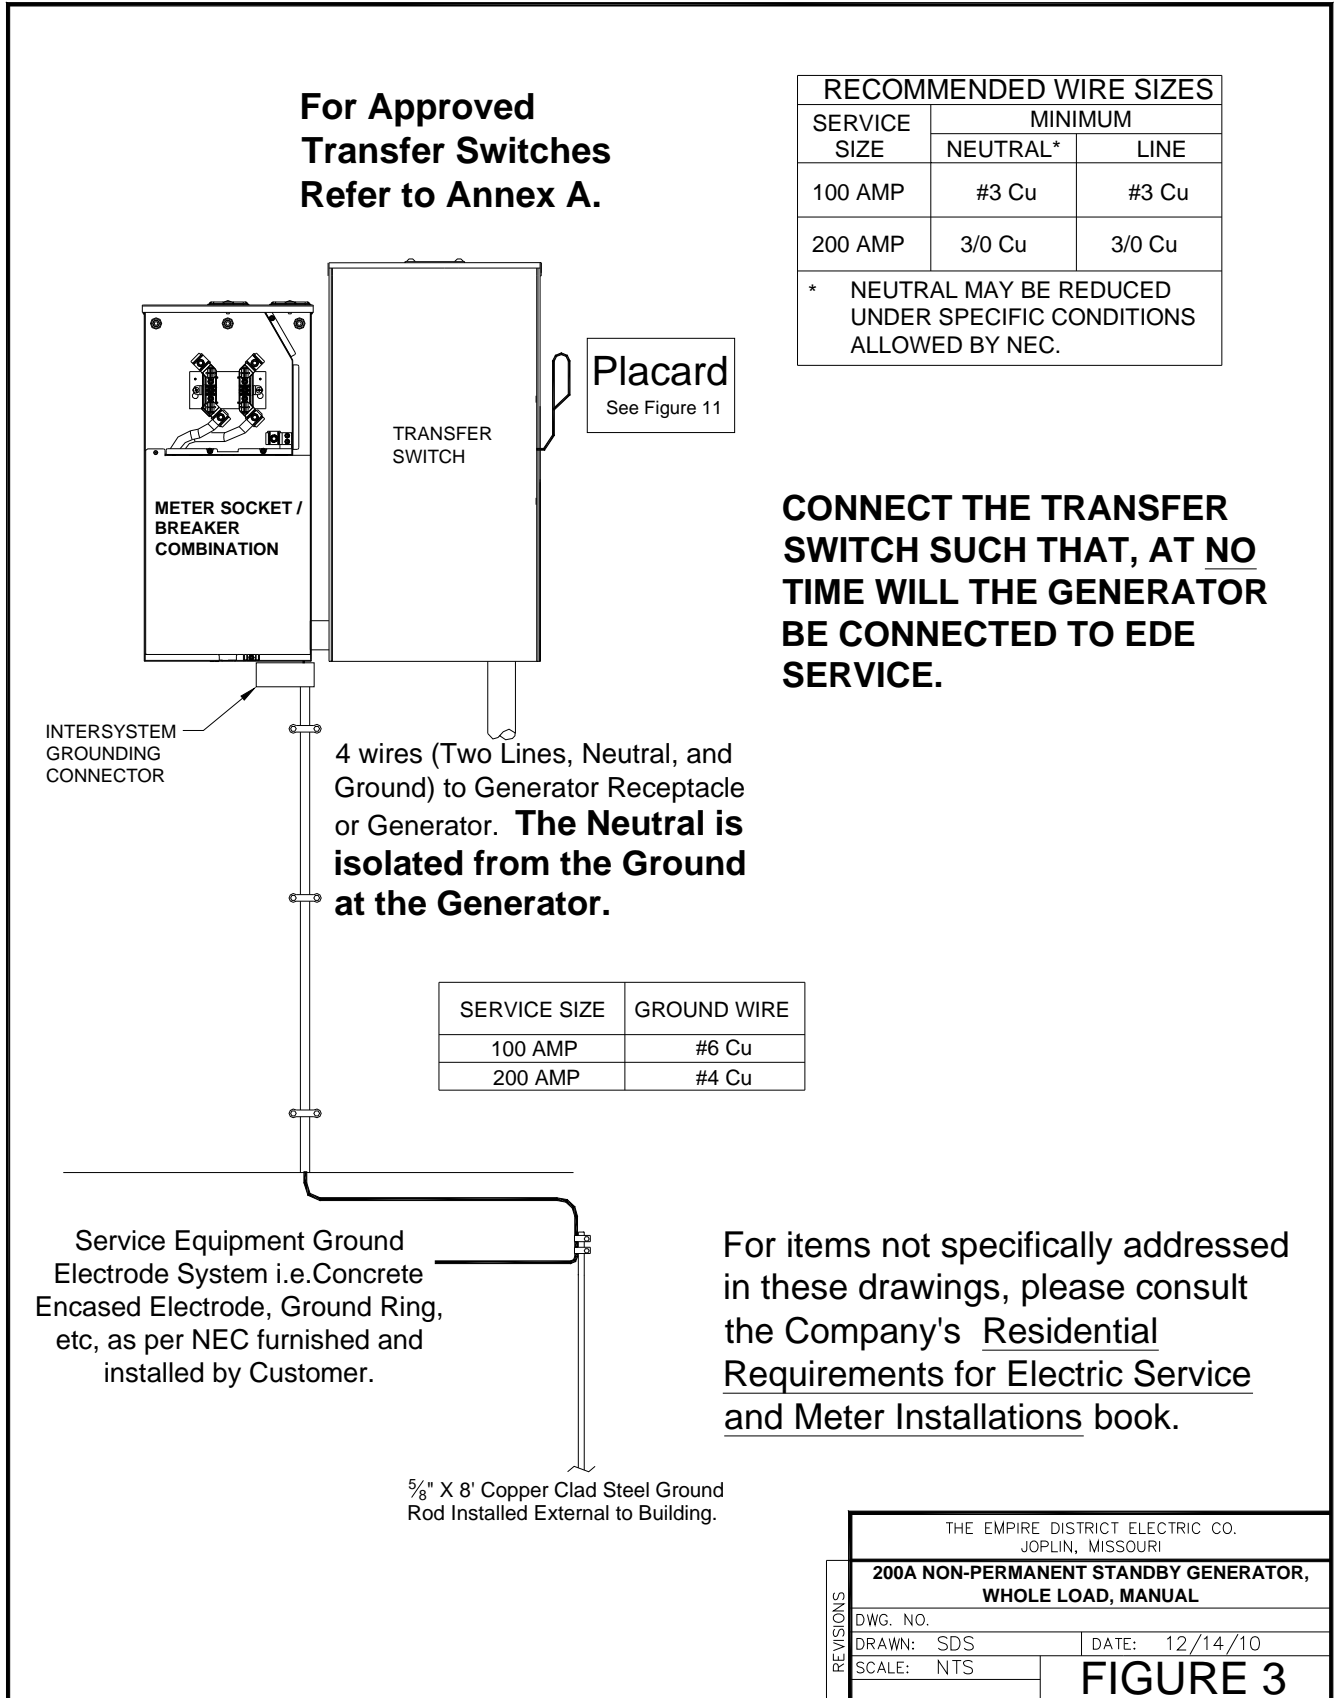 For Approved
Transfer Switches
Refer to Annex A.
RECOMMENDED WIRE SIZES
SERVICE SIZE
MINIMUM
NEUTRAL* LINE
100 AMP #3 Cu #3 Cu
200 AMP 3/0 Cu 3/0 Cu
* NEUTRAL MAY BE REDUCED
UNDER SPECIFIC CONDITIONS
ALLOWED BY NEC.
Placard
See Figure 11
TRANSFER
SWITCH
METER SOCKET /
BREAKER
COMBINATION
CONNECT THE TRANSFER
SWITCH SUCH THAT, AT NO
TIME WILL THE GENERATOR
BE CONNECTED TO EDE
SERVICE.
INTERSYSTEM
GROUNDING
CONNECTOR
4 wires (Two Lines, Neutral, and
Ground) to Generator Receptacle
or Generator. The Neutral is
isolated from the Ground
at the Generator.
SERVICE SIZE GROUND WIRE
100 AMP #6 Cu
200 AMP #4 Cu
Service Equipment Ground
Electrode System i.e.Concrete
Encased Electrode, Ground Ring,
etc, as per NEC furnished and
installed by Customer.
For items not specifically addressed
in these drawings, please consult
the Company's Residential
Requirements for Electric Service
and Meter Installations book.
⅝" X 8' Copper Clad Steel Ground
Rod Installed External to Building.
THE EMPIRE DISTRICT ELECTRIC CO.
JOPLIN, MISSOURI
200A NON-PERMANENT STANDBY GENERATOR,
WHOLE LOAD, MANUAL
REVISIONS
DWG. NO.
DRAWN: SDS DATE: 12/14/10
SCALE: NTS
FIGURE 3